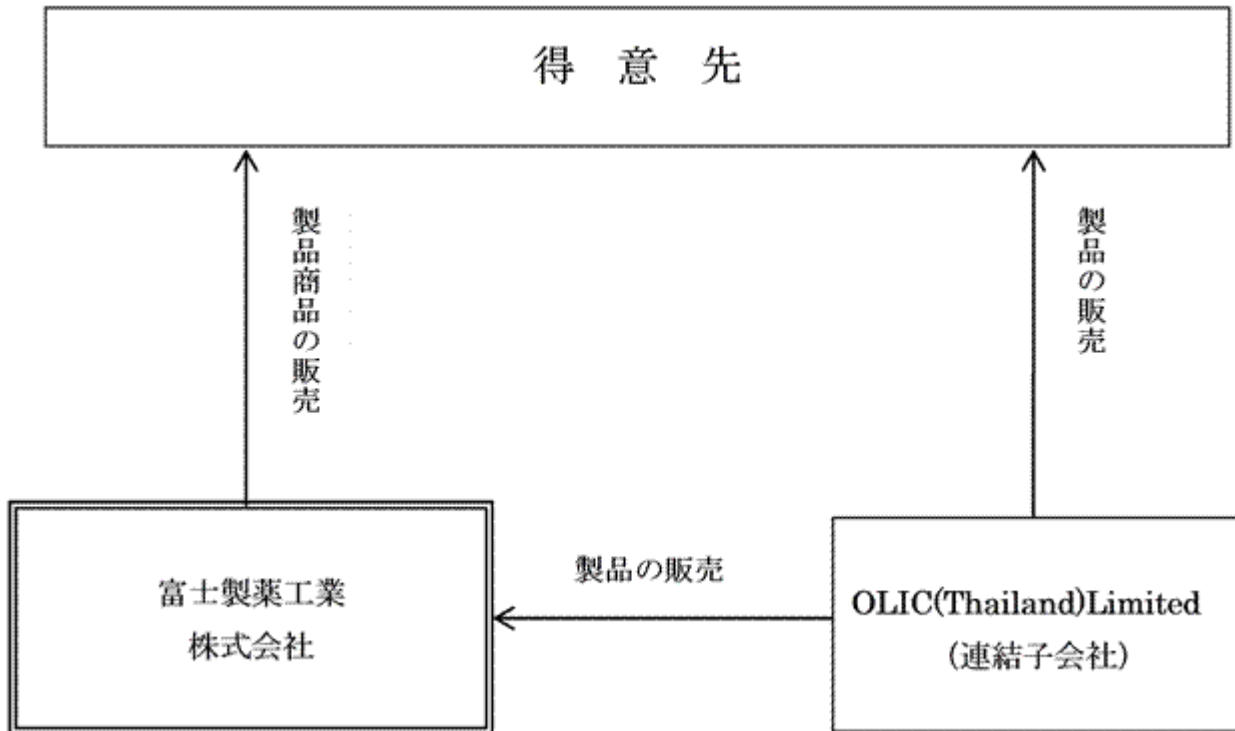 得意先
製品商品の販売
製品の販売
製品の販売
富士製薬工業
株式会社
OLIC(Thailand)Limited
(連結子会社)